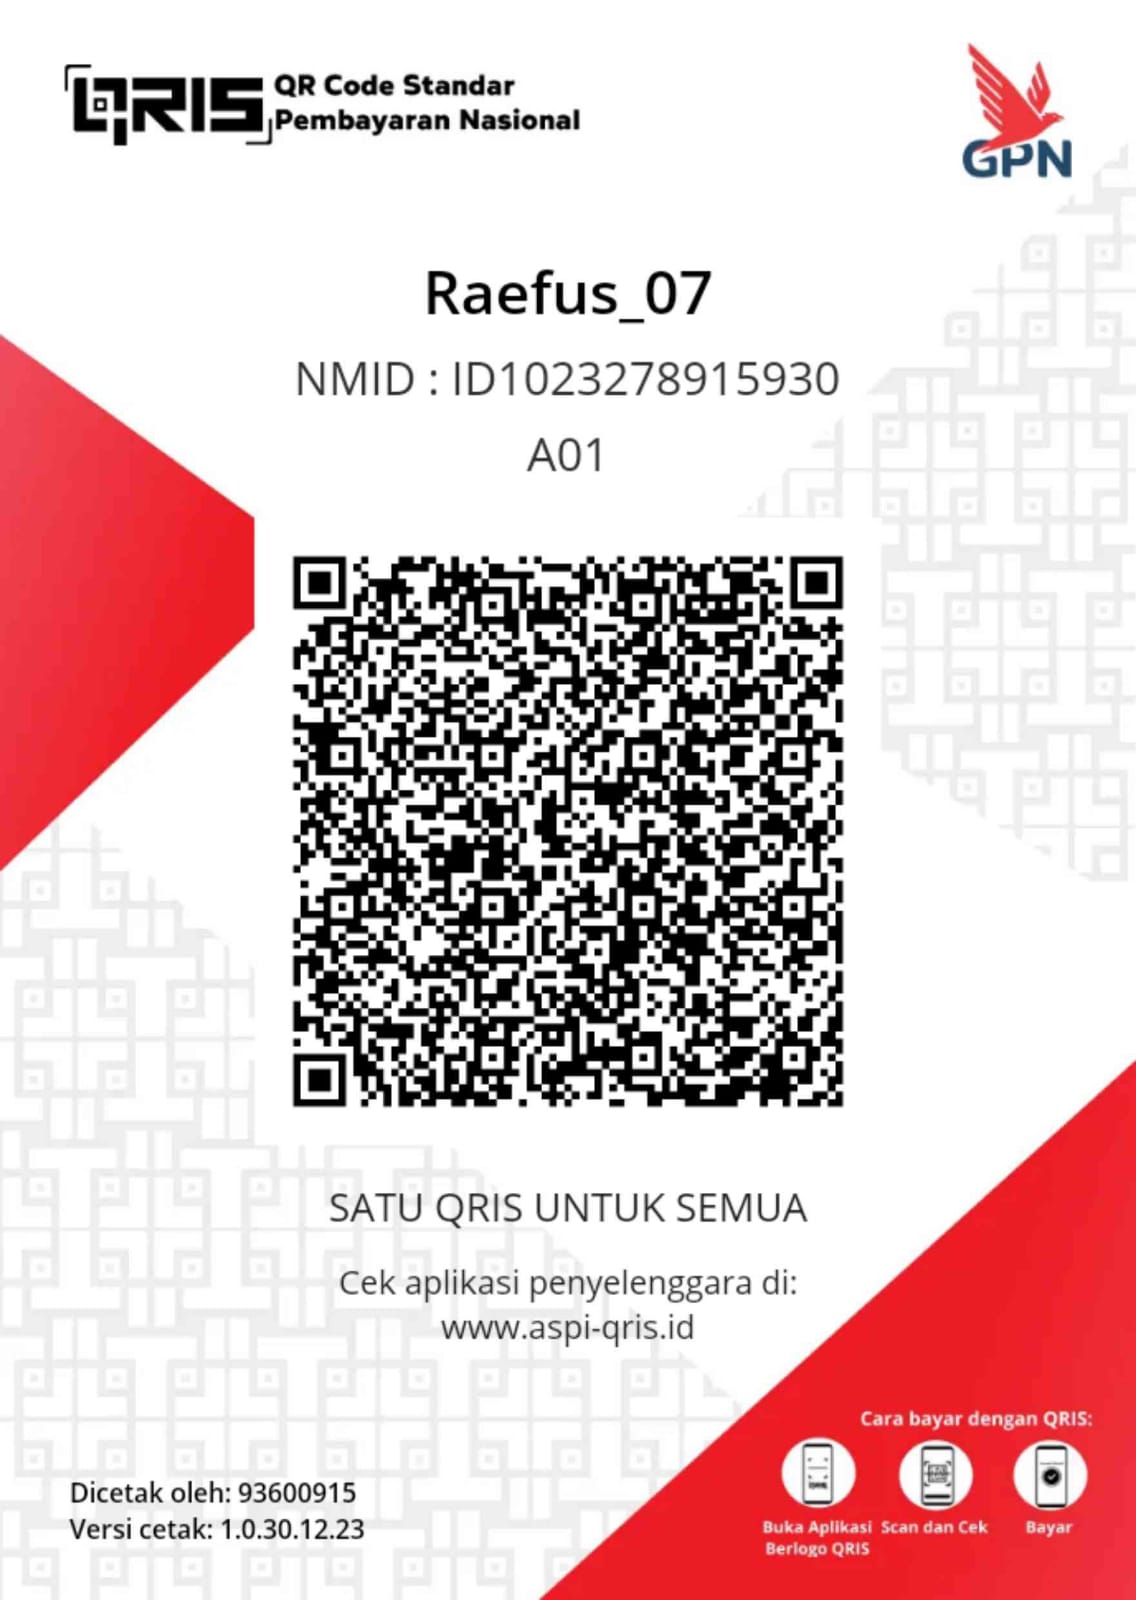 QRIS QR Code Standar
Pembayaran Nasional
GPN
Raefus_07
NMID : ID1023278915930
A01
SATU QRIS UNTUK SEMUA
Cek aplikasi penyelenggara di:
www.aspi-qris.id
Cara bayar dengan QRIS:
Buka Aplikasi
Berlogo QRIS
Scan dan Cek
Bayar
Dicetak oleh: 93600915
Versi cetak: 1.0.30.12.23